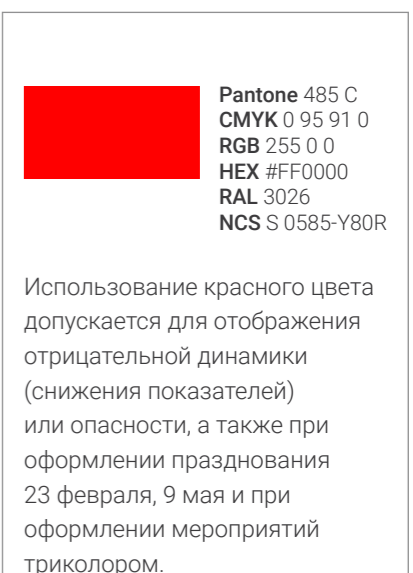 Pantone 485 C
CMYK 0 95 91 0
RGB 255 0 0
HEX #FF0000
RAL 3026
NCS S 0585-Y80R
Использование красного цвета
допускается для отображения
отрицательной динамики
(снижения показателей)
или опасности, а также при
оформлении празднования
23 февраля, 9 мая и при
оформлении мероприятий
триколором.